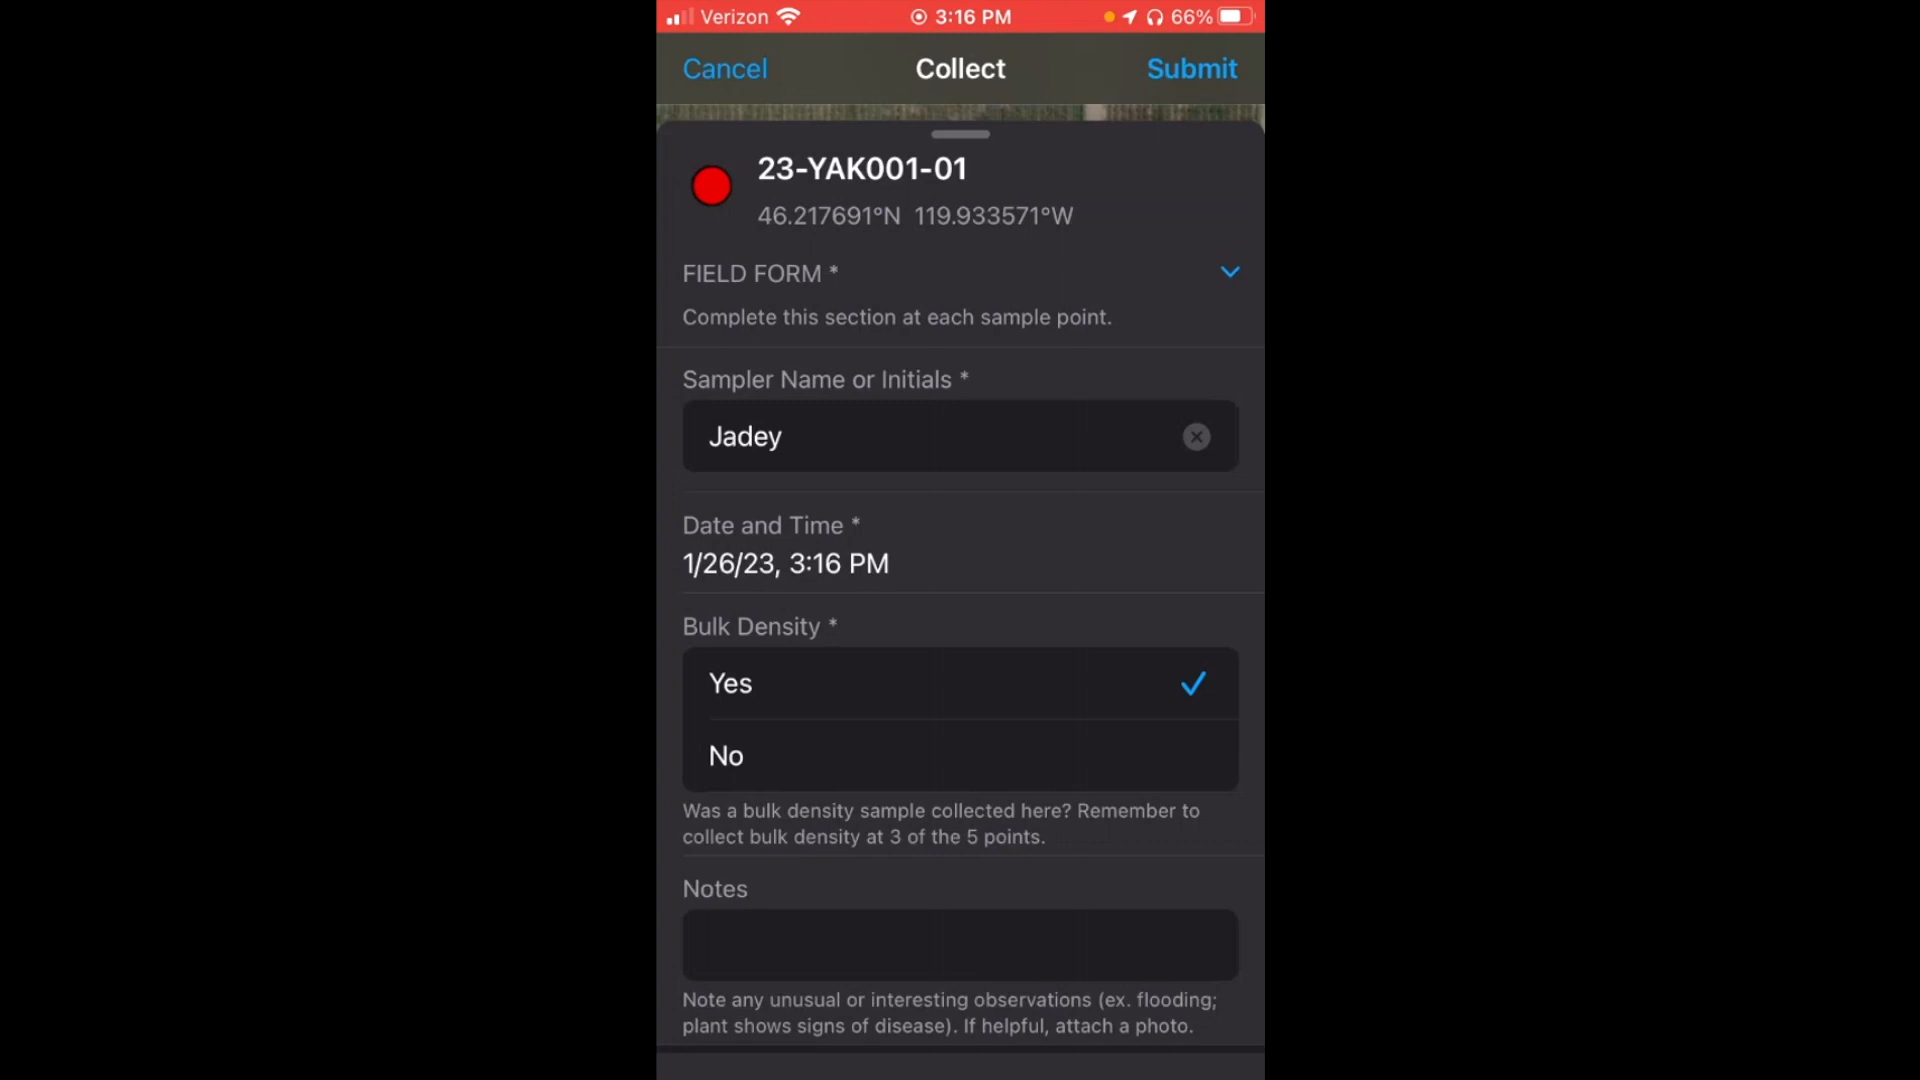 Verizon 3:16 PM 66%
Cancel Collect Submit
23-YAK001-01
46.217691°N 119.933571°W
FIELD FORM *
Complete this section at each sample point.
Sampler Name or Initials *
Jadey
Date and Time *
1/26/23, 3:16 PM
Bulk Density *
Yes
No
Was a bulk density sample collected here? Remember to
collect bulk density at 3 of the 5 points.
Notes
Note any unusual or interesting observations (ex. flooding;
plant shows signs of disease). If helpful, attach a photo.